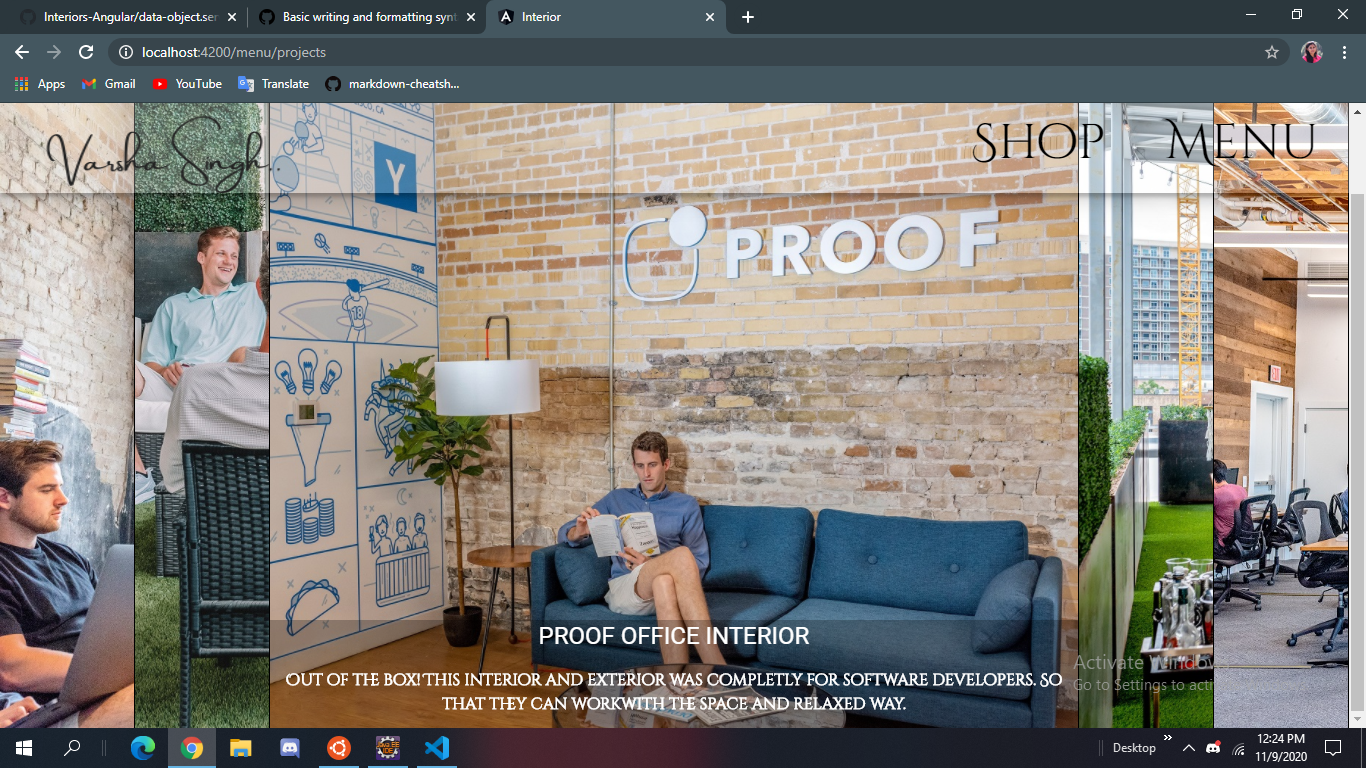 Interiors-Angular/data-object.ser
Basic writing and formatting synt
Interior
localhost:4200/menu/projects
Apps
Gmail
YouTube
Translate
markdown-cheatsh...
Varsha Singh..
SHOP
MENU
Y
PROOF
18
PROOF OFFICE INTERIOR
OUT OF THE BOX! THIS INTERIOR AND EXTERIOR WAS COMPLETLY FOR SOFTWARE DEVELOPERS. SO
THAT THEY CAN WORKWITH THE SPACE AND RELAXED WAY.
Activate Windows
Go to Settings to acti
Desktop
12:24 PM
11/9/2020